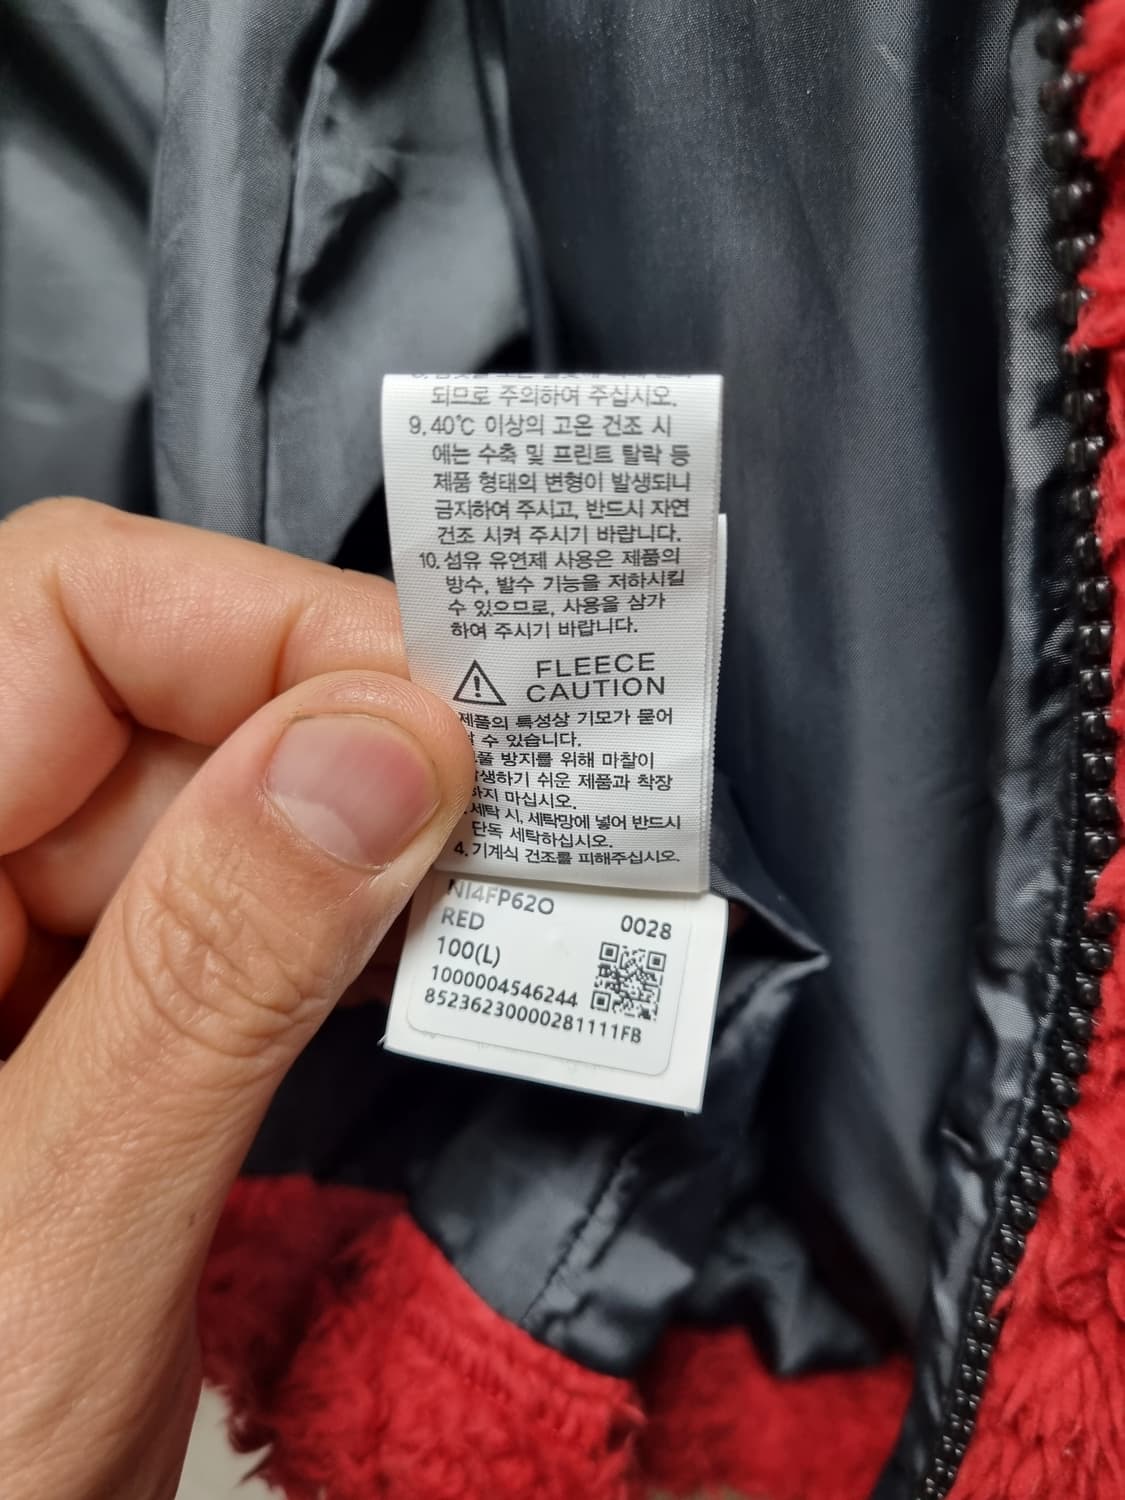 되므로 주의하여 주십시오.
9. 40℃ 이상의 고온 건조 시
에는 수축 및 프린트 탈락 등
제품 형태의 변형이 발생되니
금지하여 주시고, 반드시 자연
건조 시켜 주시기 바랍니다.
10. 섬유 유연제 사용은 제품의
방수, 발수 기능을 저하시킬
수 있으므로, 사용을 삼가
하여 주시기 바랍니다.
FLEECE
CAUTION
제품의 특성상 기모가 묻어
수 있습니다.
방지를 위해 마찰이
쉬운 제품과 착장
하지 마십시오.
세탁 시, 세탁망에 넣어 반드시
단독 세탁하십시오.
4. 기계식 건조를 피해주십시오.
NI4FP62O
RED 0028
100(L)
1000004546244
85236230000281111FB